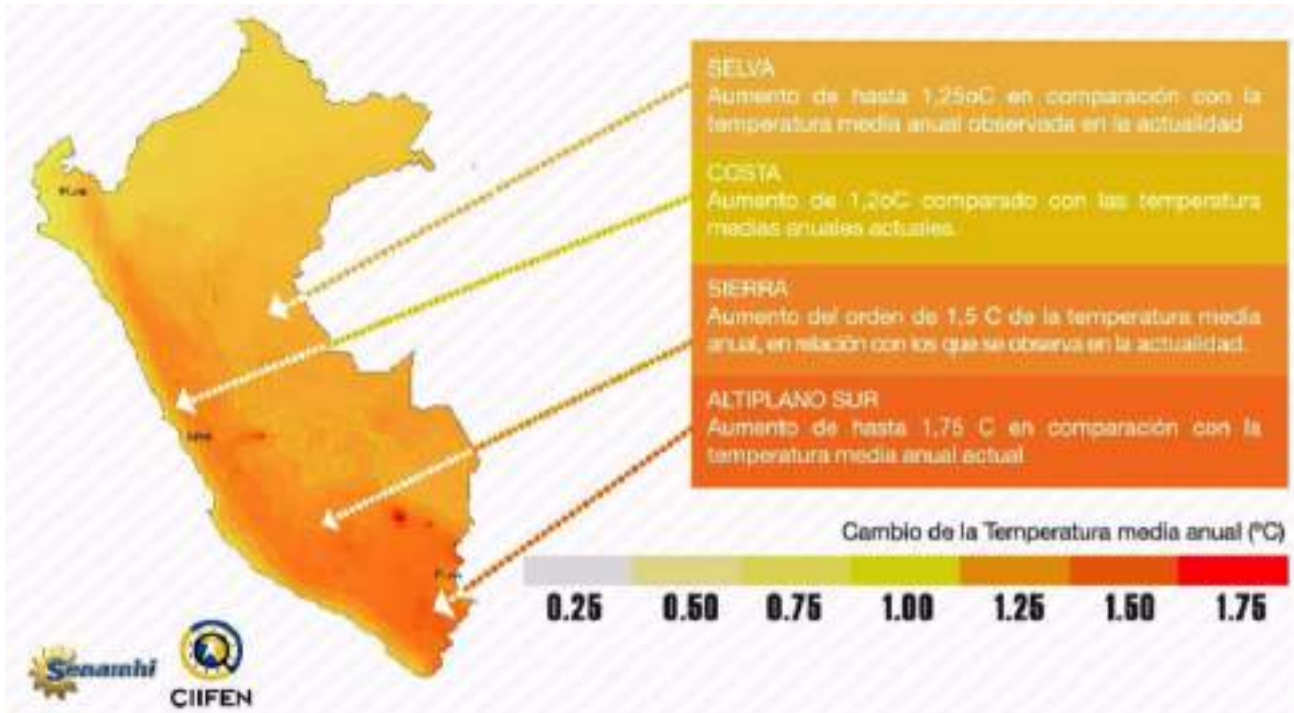 SELVA
Aumento de hasta 1,25oC en comparación con la
temperatura media anual observada en la actualidad
COSTA
Aumento de 1,2oC comparado con las temperatura
medias anuales actuales.
SIERRA
Aumento del orden de 1,5 C de la temperatura media
anual, en relación con los que se observa en la actualidad.
ALTIPLANO SUR
Aumento de hasta 1,75 C en comparación con la
temperatura media anual actual
Cambio de la Temperatura media anual (ºC)
0.25 0.50 0.75 1.00 1.25 1.50 1.75
Senamhi
CIIFEN